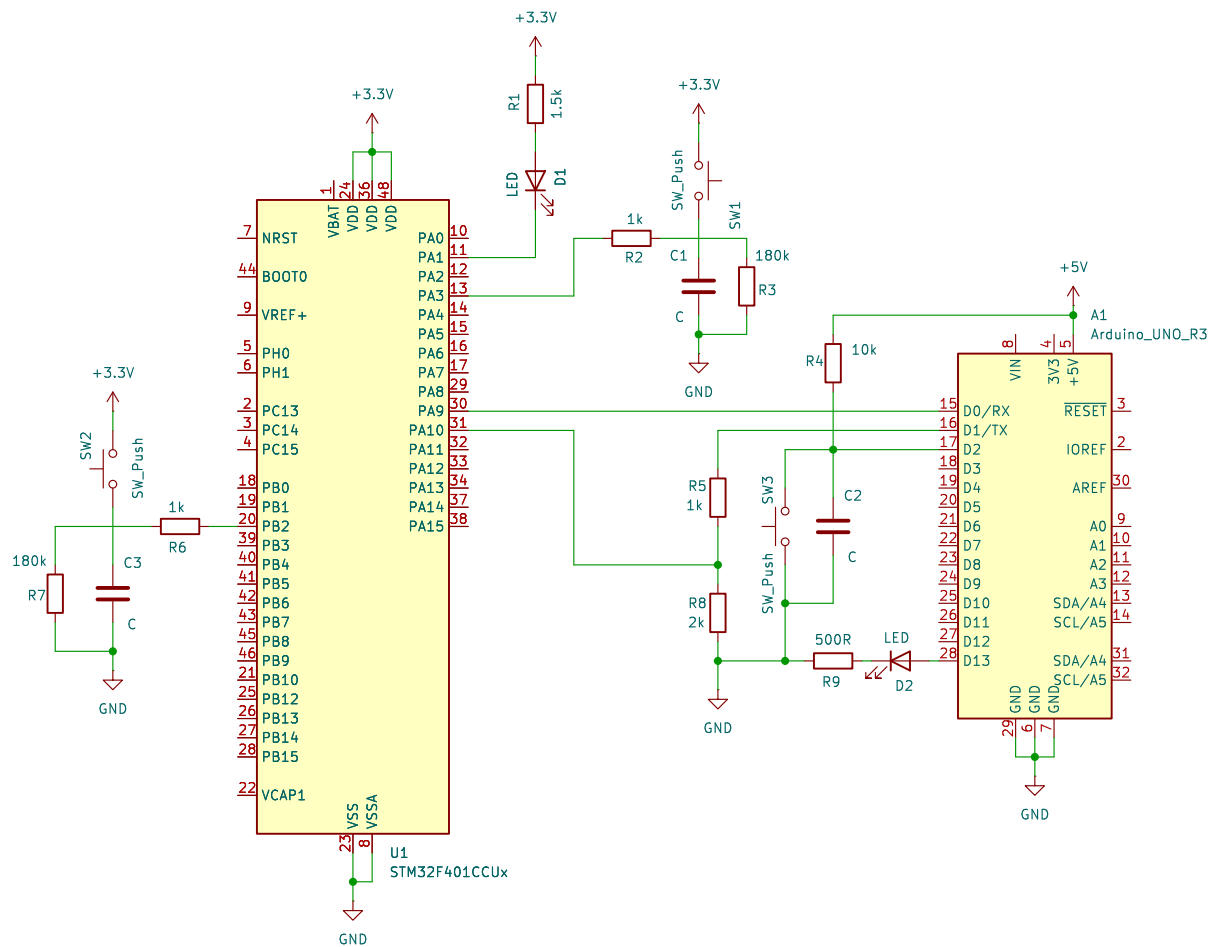 +3.3V
R1
1.5k
LED
D1
+3.3V
+3.3V
SW_Push
SW1
1
24
36
48
VBAT
VDD
VDD
VDD
7
NRST
44
BOOT0
9
VREF+
5
PH0
6
PH1
2
PC13
3
PC14
4
PC15
18
PB0
19
PB1
20
PB2
39
PB3
40
PB4
41
PB5
42
PB6
43
PB7
45
PB8
46
PB9
21
PB10
25
PB12
26
PB13
27
PB14
28
PB15
22
VCAP1
PA0
10
PA1
11
PA2
12
PA3
13
PA4
14
PA5
15
PA6
16
PA7
17
PA8
29
PA9
30
PA10
31
PA11
32
PA12
33
PA13
34
PA14
37
PA15
38
VSS
VSSA
23
8
U1
STM32F401CCUx
GND
1k
R2
C1
C
180k
R3
GND
+3.3V
SW2
SW_Push
1k
R6
180k
R7
C3
C
GND
+5V
R4
10k
R5
1k
R8
2k
SW3
SW_Push
C2
C
GND
500R
R9
LED
D2
A1
Arduino_UNO_R3
8
4
5
VIN
3V3
+5V
15
D0/RX
16
D1/TX
17
D2
18
D3
19
D4
20
D5
21
D6
22
D7
23
D8
24
D9
25
D10
26
D11
27
D12
28
D13
RESET
3
IOREF
2
AREF
30
A0
9
A1
10
A2
11
A3
12
SDA/A4
13
SCL/A5
14
SDA/A4
31
SCL/A5
32
GND
GND
GND
29
6
7
GND